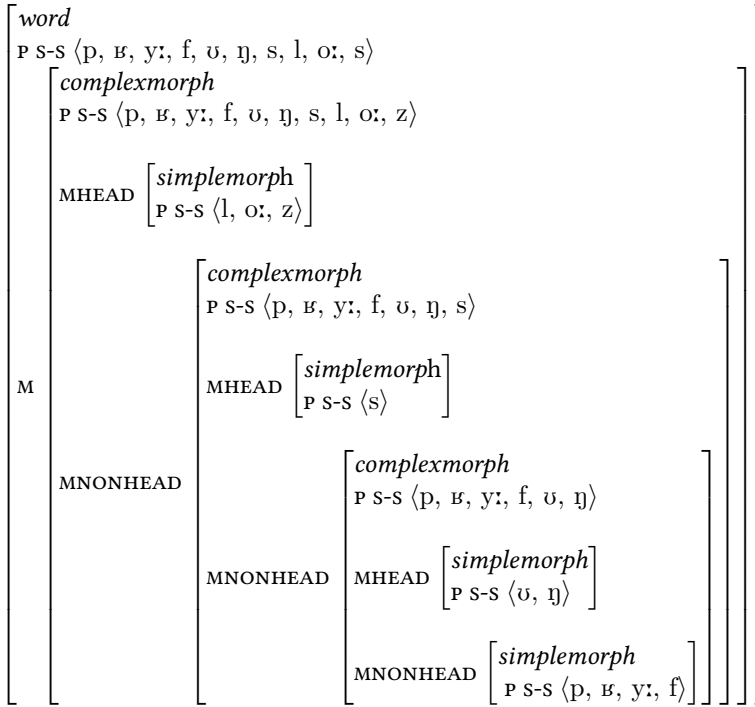 word
P S-S ⟨p, ʁ, yː, f, ʊ, ŋ, s, l, oː, s⟩
complexmorph
P S-S ⟨p, ʁ, yː, f, ʊ, ŋ, s, l, oː, z⟩
MHEAD simplemorph
P S-S ⟨l, oː, z⟩
complexmorph
P S-S ⟨p, ʁ, yː, f, ʊ, ŋ, s⟩
M
MHEAD simplemorph
P S-S ⟨s⟩
complexmorph
P S-S ⟨p, ʁ, yː, f, ʊ, ŋ⟩
MNONHEAD
MNONHEAD
MHEAD simplemorph
P S-S ⟨ʊ, ŋ⟩
MNONHEAD simplemorph
P S-S ⟨p, ʁ, yː, f⟩